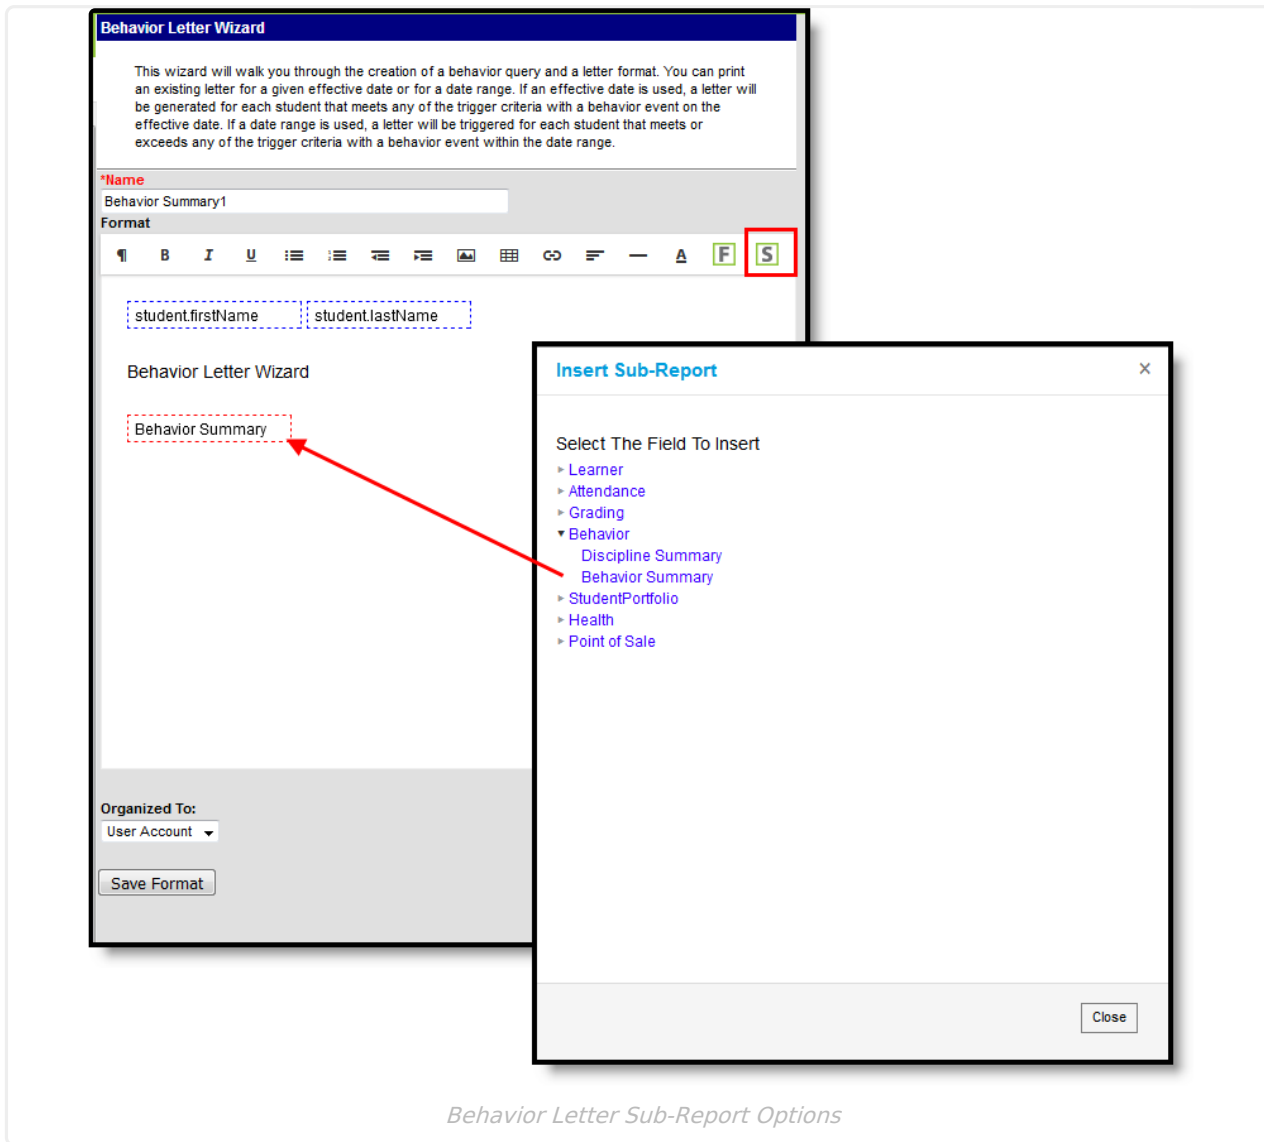 Behavior Letter Wizard
This wizard will walk you through the creation of a behavior query and a letter format. You can print
an existing letter for a given effective date or for a date range. If an effective date is used, a letter will
be generated for each student that meets any of the trigger criteria with a behavior event on the
effective date. If a date range is used, a letter will be triggered for each student that meets or
exceeds any of the trigger criteria with a behavior event within the date range.
*Name
Behavior Summary1
Format
¶ B I U A F S
student.firstName student.lastName
Behavior Letter Wizard
Behavior Summary
Organized To:
User Account
Save Format
Insert Sub-Report
×
Select The Field To Insert
Learner
Attendance
Grading
Behavior
Discipline Summary
Behavior Summary
StudentPortfolio
Health
Point of Sale
Close
Behavior Letter Sub-Report Options